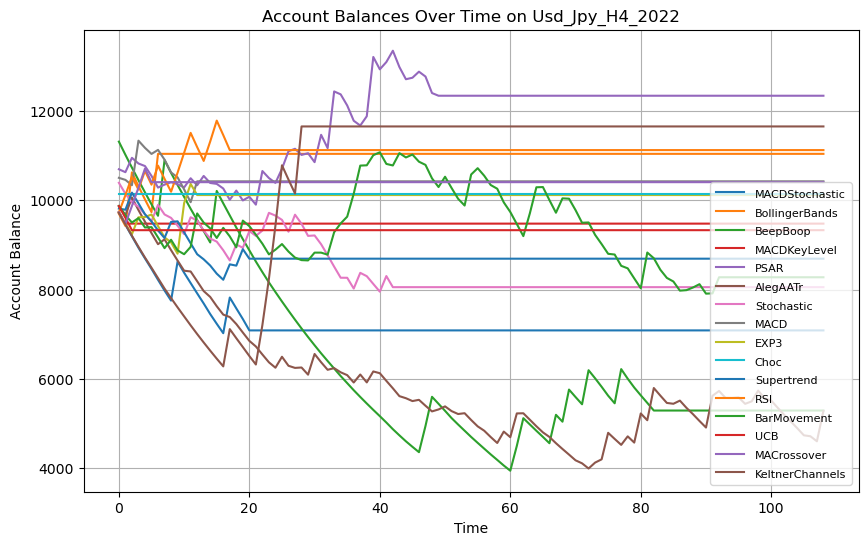 Account Balances Over Time on Usd_Jpy_H4_2022
Account Balance
12000
10000
8000
6000
4000
0
20
40
60
80
100
Time
MACDStochastic
BollingerBands
BeepBoop
MACDKeyLevel
PSAR
AlegAATr
Stochastic
MACD
EXP3
Choc
Supertrend
RSI
BarMovement
UCB
MACrossover
KeltnerChannels